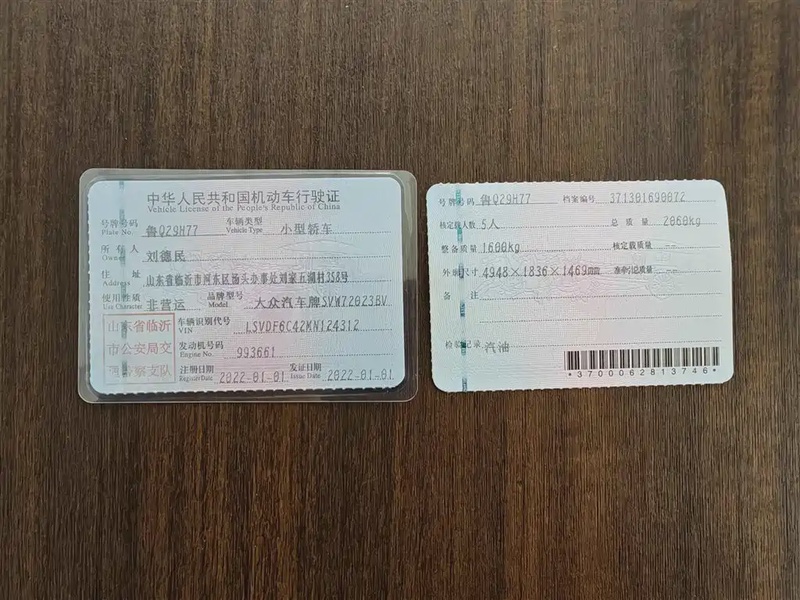 中华人民共和国机动车行驶证
Vehicle License of the People's Republic of China
号牌号码 Plate No. 鲁Q29H77 车辆类型 Vehicle Type 小型轿车
所有人 Owner 刘德民
住址 Address 山东省临沂市河东区汤头办事处刘家丘湖村358号
使用性质 Use Character 非营运 品牌型号 Model 大众汽车牌SVW72023BV
山东省临沂
市公安局交
通警察支队
车辆识别代号 VIN LSVDF6C42KN124312
发动机号码 Engine No. 993661
注册日期 Register Date 2022-01-01 发证日期 Issue Date 2022-01-01
号牌号码 鲁Q29H77 档案编号 371301690072
核定载人数 5人 总质量 2060kg
整备质量 1600kg 核定载质量 --
外廓尺寸 4948×1836×1469mm 准牵引总质量 --
备注
检验记录 汽油
*3700062813746*